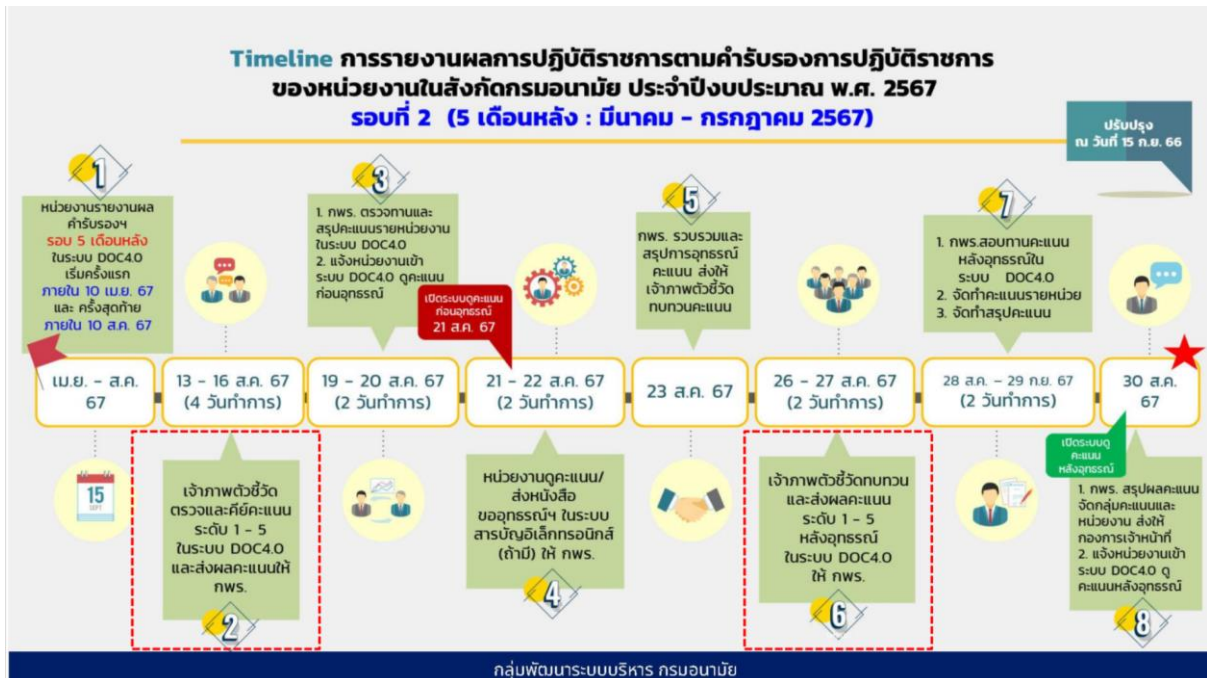 Timeline การรายงานผลการปฏิบัติราชการตามคำรับรองการปฏิบัติราชการ
ของหน่วยงานในสังกัดกรมอนามัย ประจำปีงบประมาณ พ.ศ. 2567
รอบที่ 2 (5 เดือนหลัง : มีนาคม - กรกฎาคม 2567)
ปรับปรุง
ณ วันที่ 15 ก.ย. 66
1
หน่วยงานรายงานผล
คำรับรองฯ
รอบ 5 เดือนหลัง
ในระบบ DOC4.0
เริ่มครั้งแรก
ภายใน 10 เม.ย. 67
และ ครั้งสุดท้าย
ภายใน 10 ส.ค. 67
3
1. กพร. ตรวจทานและ
สรุปคะแนนรายหน่วยงาน
ในระบบ DOC4.0
2. แจ้งหน่วยงานเข้า
ระบบ DOC4.0 ดูคะแนน
ก่อนอุทธรณ์
เปิดระบบดูคะแนน
ก่อนอุทธรณ์
21 ส.ค. 67
5
กพร. รวบรวมและ
สรุปการอุทธรณ์
คะแนน ส่งให้
เจ้าภาพตัวชี้วัด
ทบทวนคะแนน
7
1. กพร.สอบทานคะแนน
หลังอุทธรณ์ใน
ระบบ DOC4.0
2. จัดทำคะแนนรายหน่วย
3. จัดทำสรุปคะแนน
เม.ย. - ส.ค.
67
13 - 16 ส.ค. 67
(4 วันทำการ)
19 - 20 ส.ค. 67
(2 วันทำการ)
21 - 22 ส.ค. 67
(2 วันทำการ)
23 ส.ค. 67
26 - 27 ส.ค. 67
(2 วันทำการ)
28 ส.ค. - 29 ก.ย. 67
(2 วันทำการ)
30 ส.ค.
67
15
SEPT
เจ้าภาพตัวชี้วัด
ตรวจและคีย์คะแนน
ระดับ 1 - 5
ในระบบ DOC4.0
และส่งผลคะแนนให้
กพร.
2
หน่วยงานดูคะแนน/
ส่งหนังสือ
ขออุทธรณ์ฯ ในระบบ
สารบัญอิเล็กทรอนิกส์
(ถ้ามี) ให้ กพร.
4
เจ้าภาพตัวชี้วัดทบทวน
และส่งผลคะแนน
ระดับ 1 - 5
หลังอุทธรณ์
ในระบบ DOC4.0
ให้ กพร.
6
เปิดระบบดู
คะแนน
หลังอุทธรณ์
1. กพร. สรุปผลคะแนน
จัดกลุ่มคะแนนและ
หน่วยงาน ส่งให้
กองการเจ้าหน้าที่
2. แจ้งหน่วยงานเข้า
ระบบ DOC4.0 ดู
คะแนนหลังอุทธรณ์
8
กลุ่มพัฒนาระบบบริหาร กรมอนามัย